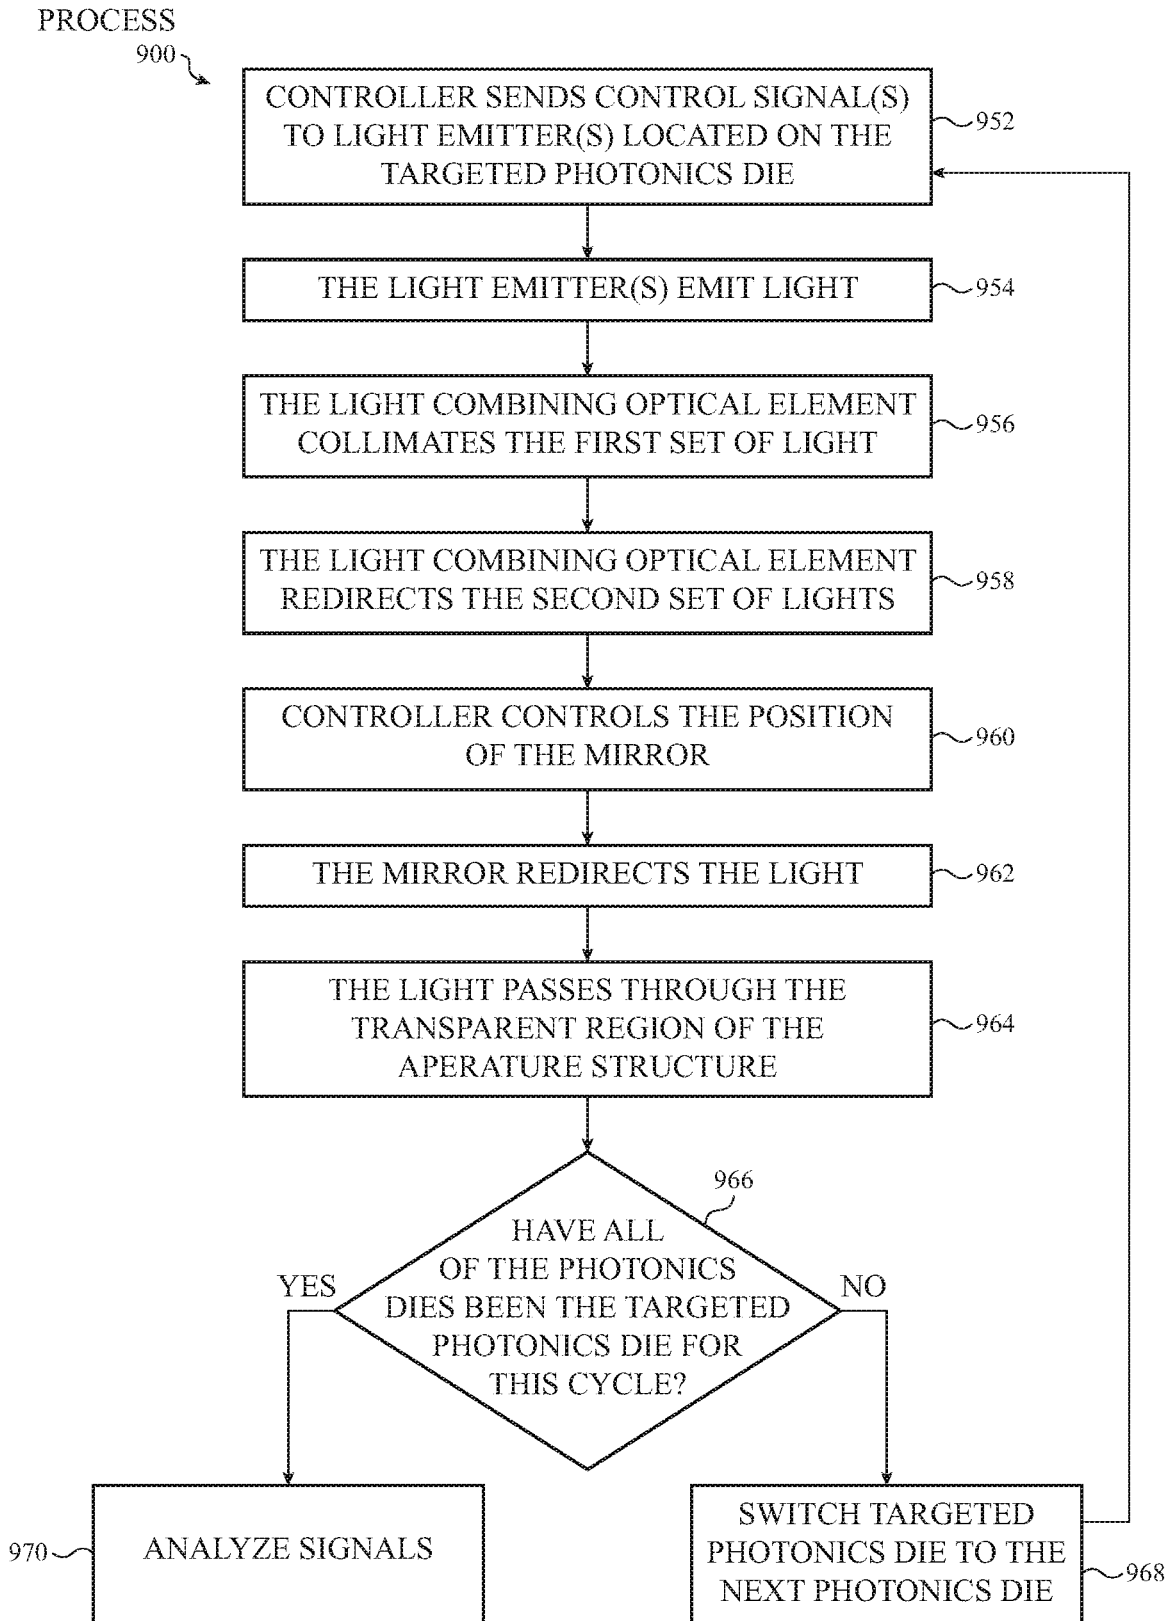 PROCESS
900
CONTROLLER SENDS CONTROL SIGNAL(S)
TO LIGHT EMITTER(S) LOCATED ON THE
TARGETED PHOTONICS DIE
952
THE LIGHT EMITTER(S) EMIT LIGHT
954
THE LIGHT COMBINING OPTICAL ELEMENT
COLLIMATES THE FIRST SET OF LIGHT
956
THE LIGHT COMBINING OPTICAL ELEMENT
REDIRECTS THE SECOND SET OF LIGHTS
958
CONTROLLER CONTROLS THE POSITION
OF THE MIRROR
960
THE MIRROR REDIRECTS THE LIGHT
962
THE LIGHT PASSES THROUGH THE
TRANSPARENT REGION OF THE
APERATURE STRUCTURE
964
966
HAVE ALL
OF THE PHOTONICS
DIES BEEN THE TARGETED
PHOTONICS DIE FOR
THIS CYCLE?
YES
NO
970
ANALYZE SIGNALS
SWITCH TARGETED
PHOTONICS DIE TO THE
NEXT PHOTONICS DIE
968